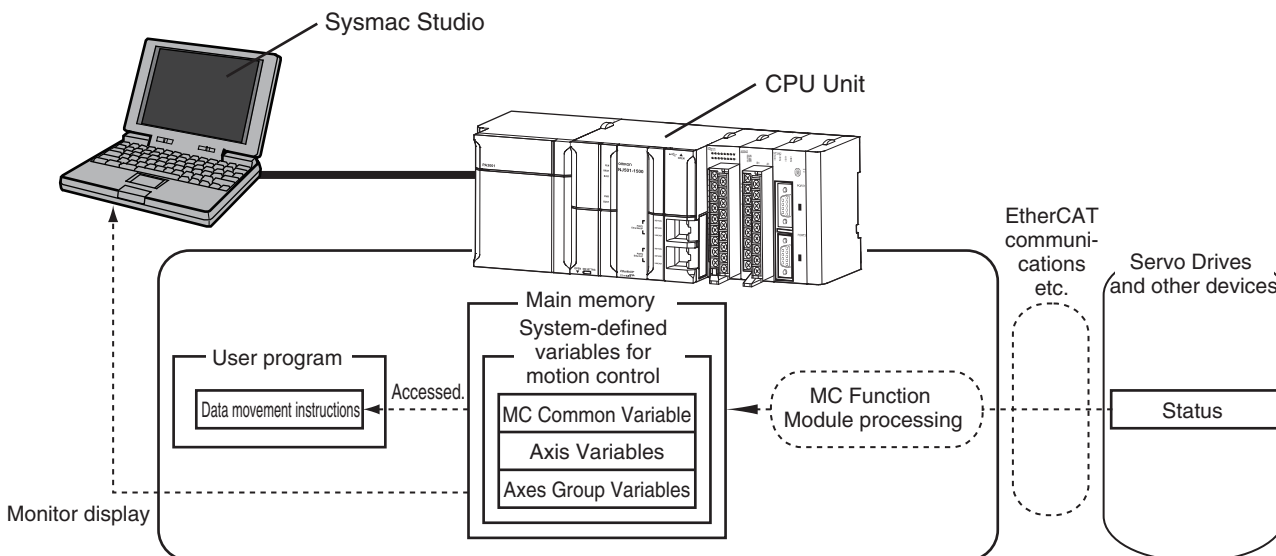 Sysmac Studio
CPU Unit
NJ501-1500
EtherCAT
communi-
cations
etc.
Servo Drives
and other devices
Main memory
System-defined
variables for
motion control
User program
Accessed.
Data movement instructions
MC Common Variable
Axis Variables
Axes Group Variables
MC Function
Module processing
Status
Monitor display